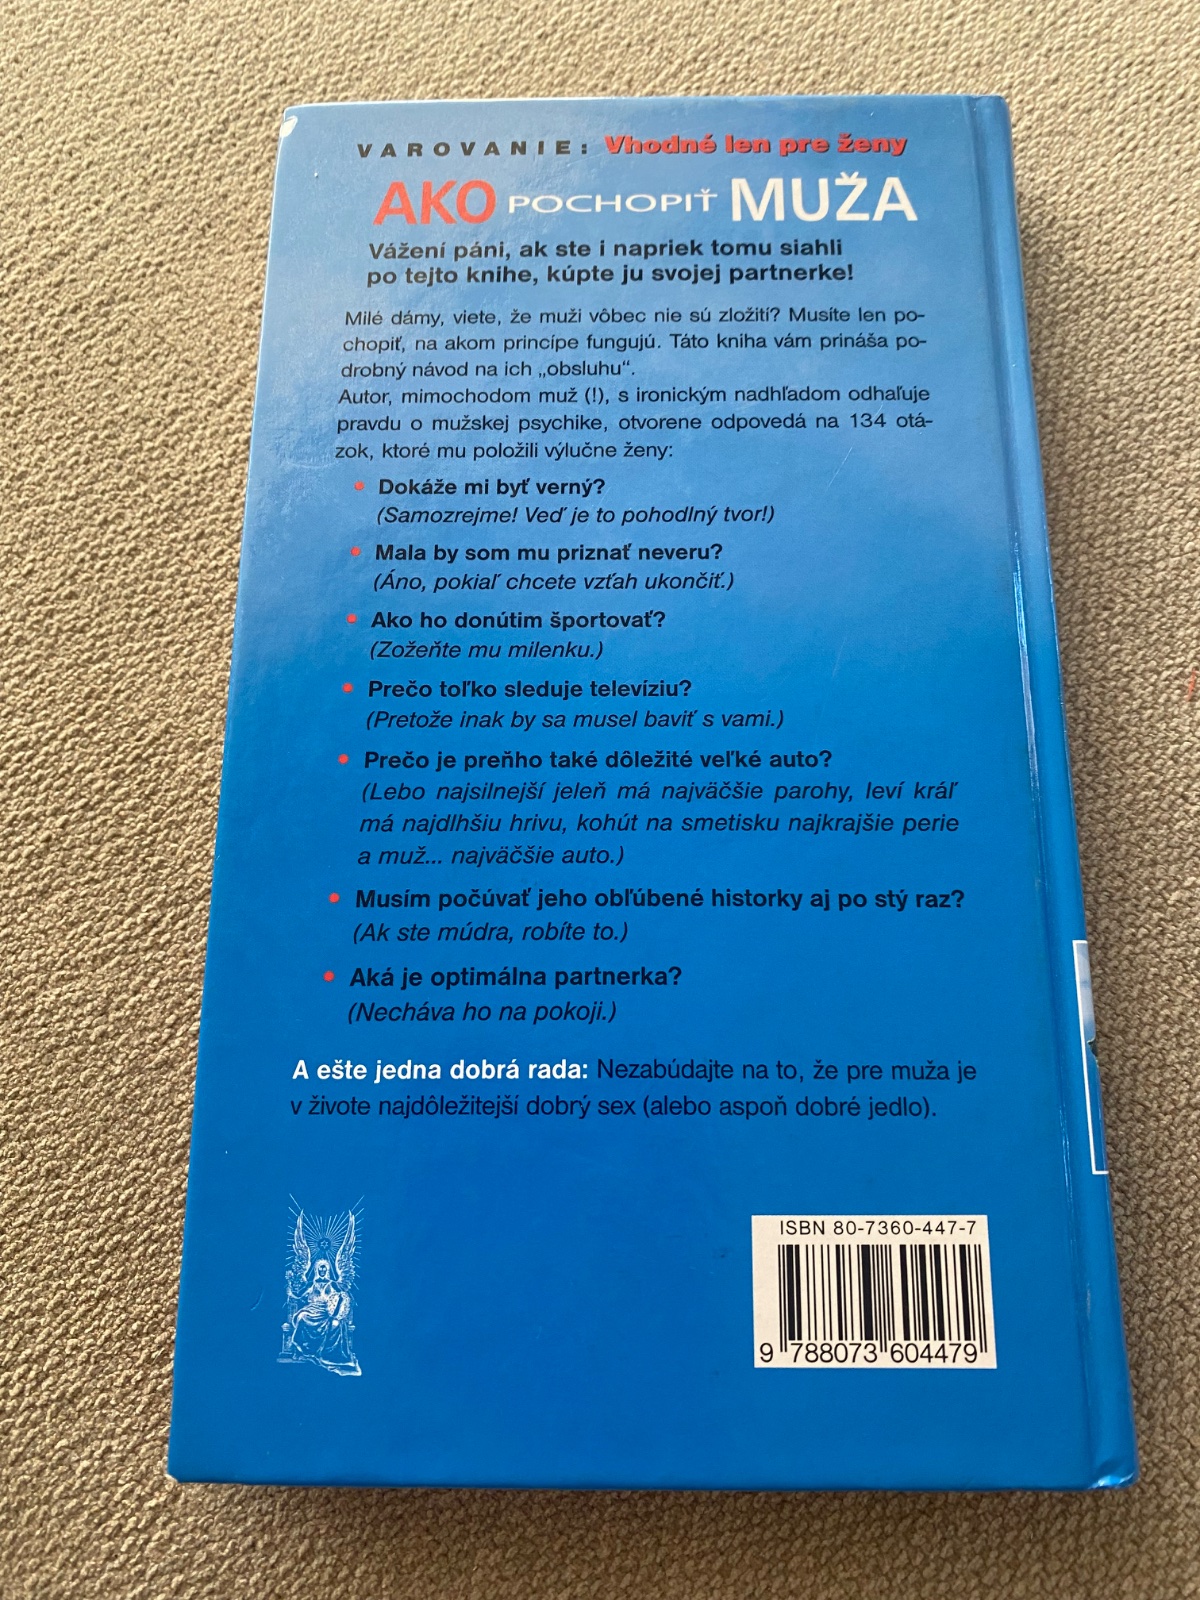 VAROVANIE: Vhodné len pre ženy
AKO POCHOPIŤ MUŽA
Vážení páni, ak ste i napriek tomu siahli
po tejto knihe, kúpte ju svojej partnerke!
Milé dámy, viete, že muži vôbec nie sú zložití? Musíte len po-
chopiť, na akom princípe fungujú. Táto kniha vám prináša po-
drobný návod na ich „obsluhu“.
Autor, mimochodom muž (!), s ironickým nadhľadom odhaľuje
pravdu o mužskej psychike, otvorene odpovedá na 134 otá-
zok, ktoré mu položili výlučne ženy:
• Dokáže mi byť verný?
(Samozrejme! Veď je to pohodlný tvor!)
• Mala by som mu priznať neveru?
(Áno, pokiaľ chcete vzťah ukončiť.)
• Ako ho donútim športovať?
(Zožeňte mu milenku.)
• Prečo toľko sleduje televíziu?
(Pretože inak by sa musel baviť s vami.)
• Prečo je preňho také dôležité veľké auto?
(Lebo najsilnejší jeleň má najväčšie parohy, leví kráľ
má najdlhšiu hrivu, kohút na smetisku najkrajšie perie
a muž... najväčšie auto.)
• Musím počúvať jeho obľúbené historky aj po stý raz?
(Ak ste múdra, robíte to.)
• Aká je optimálna partnerka?
(Necháva ho na pokoji.)
A ešte jedna dobrá rada: Nezabúdajte na to, že pre muža je
v živote najdôležitejší dobrý sex (alebo aspoň dobré jedlo).
ISBN 80-7360-447-7
9 788073 604479